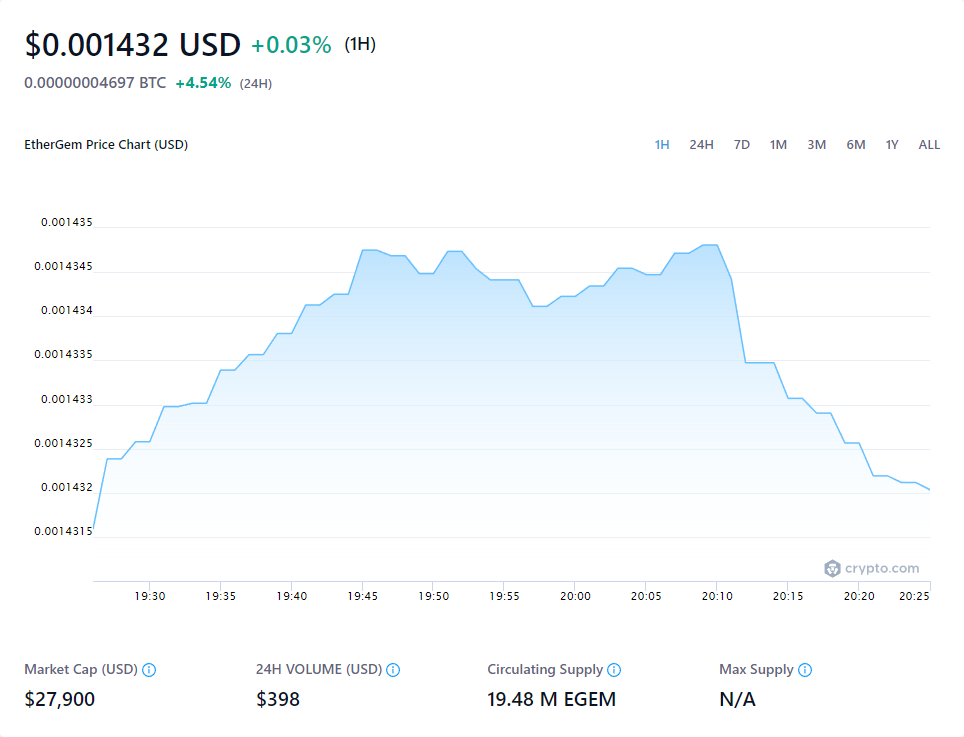 $0.001432 USD +0.03% (1H)
0.00000004697 BTC +4.54% (24H)
EtherGem Price Chart (USD) 1H 24H 7D 1M 3M 6M 1Y ALL
0.001435
0.0014345
0.001434
0.0014335
0.001433
0.0014325
0.001432
0.0014315
crypto.com
19:30 19:35 19:40 19:45 19:50 19:55 20:00 20:05 20:10 20:15 20:20 20:25
Market Cap (USD) 24H VOLUME (USD) Circulating Supply Max Supply
$27,900 $398 19.48 M EGEM N/A